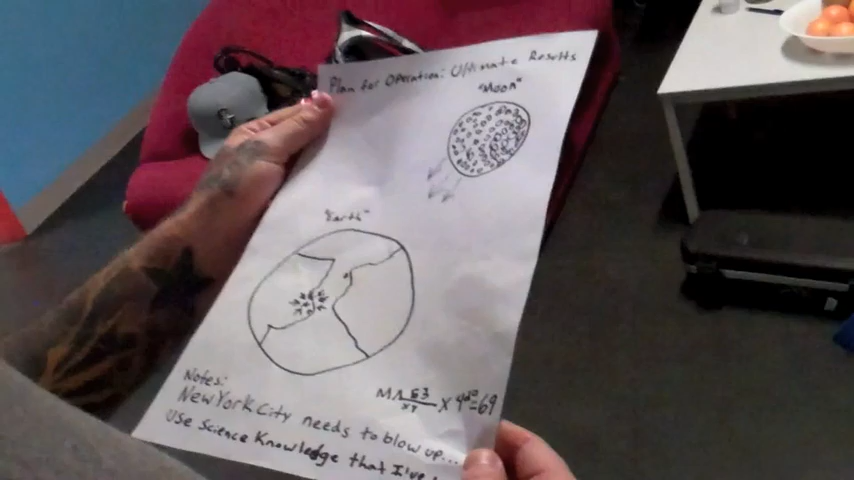 Plan for Operation: Ultimate Results
"Moon"
"Earth"
Notes:
New York City needs to blow up...
Use Science Knowledge that I've